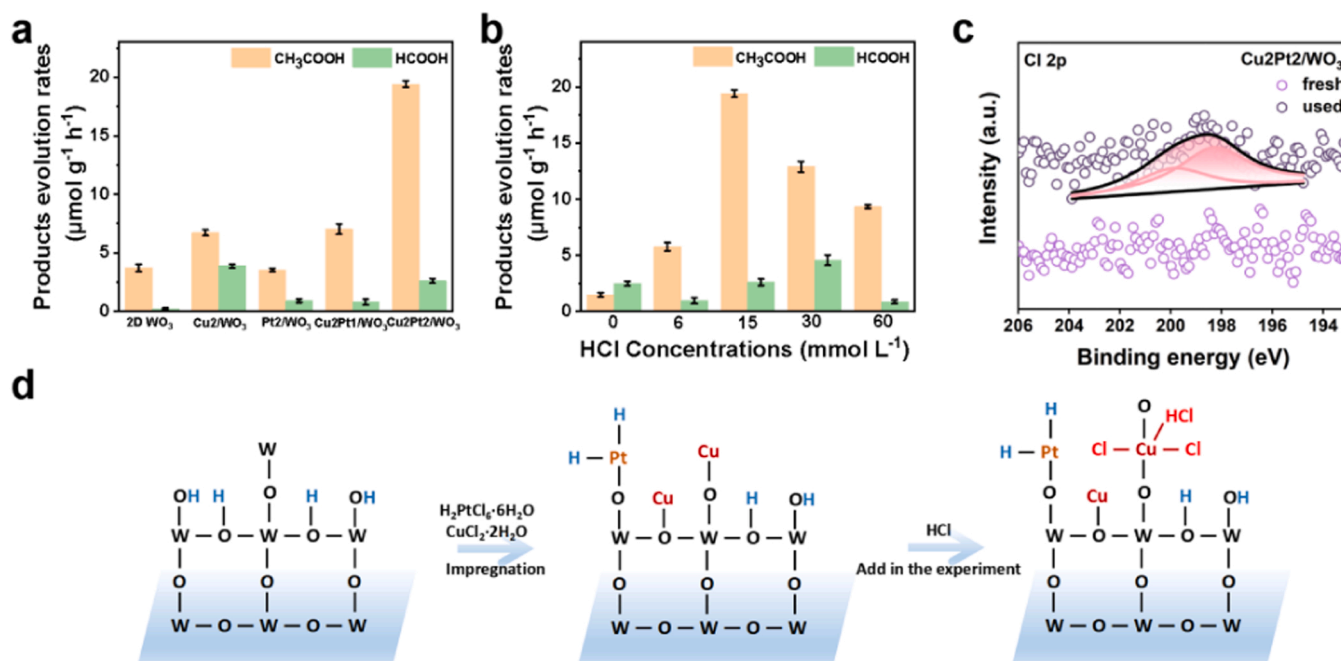 a
Products evolution rates
(µmol g⁻¹ h⁻¹)
20
15
10
5
0
CH₃COOH
HCOOH
2D WO₃
Cu2/WO₃
Pt2/WO₃
Cu2Pt1/WO₃
Cu2Pt2/WO₃
b
Products evolution rates
(µmol g⁻¹ h⁻¹)
20
15
10
5
0
CH₃COOH
HCOOH
0
6
15
30
60
HCl Concentrations (mmol L⁻¹)
c
Cl 2p
Cu2Pt2/WO₃
fresh
used
Intensity (a.u.)
206
204
202
200
198
196
194
Binding energy (eV)
d
W
O
OH H H OH
W O W O W
O O O
W O W O W
H₂PtCl₆·6H₂O
CuCl₂·2H₂O
Impregnation
H
H Pt Cu
O Cu O H OH
W O W O W
O O O
W O W O W
HCl
Add in the experiment
O
H HCl
H Pt Cl Cu Cl
O Cu O H OH
W O W O W
O O O
W O W O W